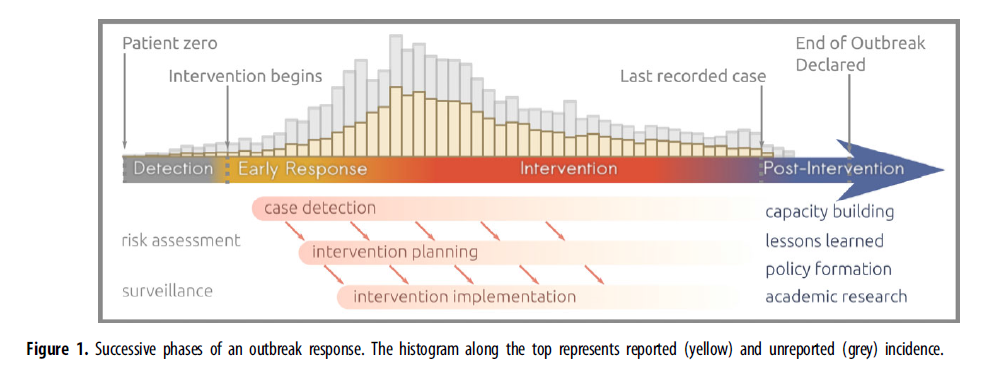 Patient zero
Intervention begins
Last recorded case
End of Outbreak
Declared
Detection
Early Response
Intervention
Post-Intervention
case detection
risk assessment
intervention planning
surveillance
intervention implementation
capacity building
lessons learned
policy formation
academic research
Figure 1. Successive phases of an outbreak response. The histogram along the top represents reported (yellow) and unreported (grey) incidence.